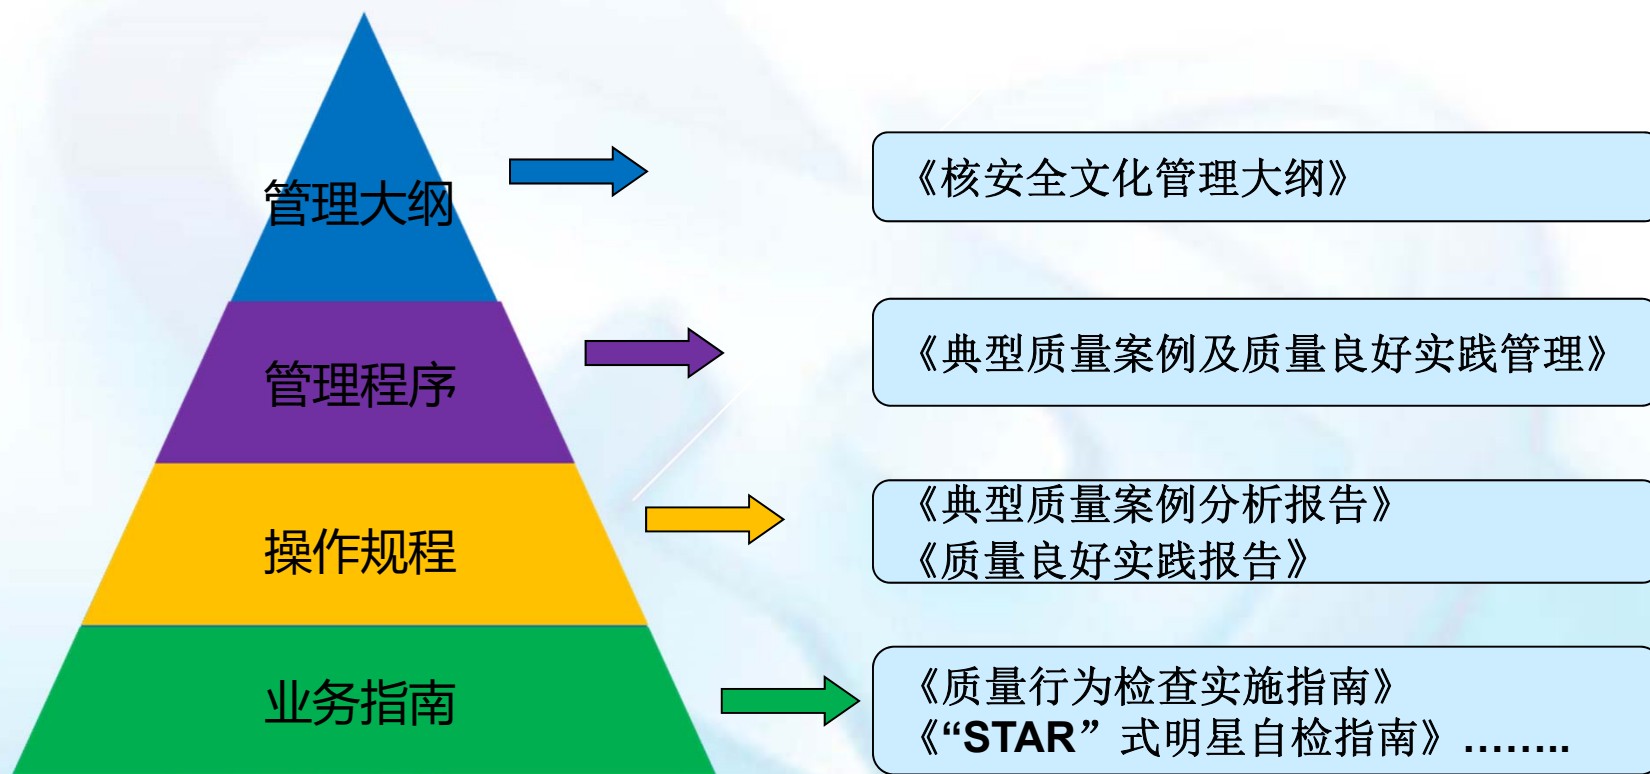 管理大纲
《核安全文化管理大纲》
管理程序
《典型质量案例及质量良好实践管理》
操作规程
《典型质量案例分析报告》
《质量良好实践报告》
业务指南
《质量行为检查实施指南》
《“STAR”式明星自检指南》……..